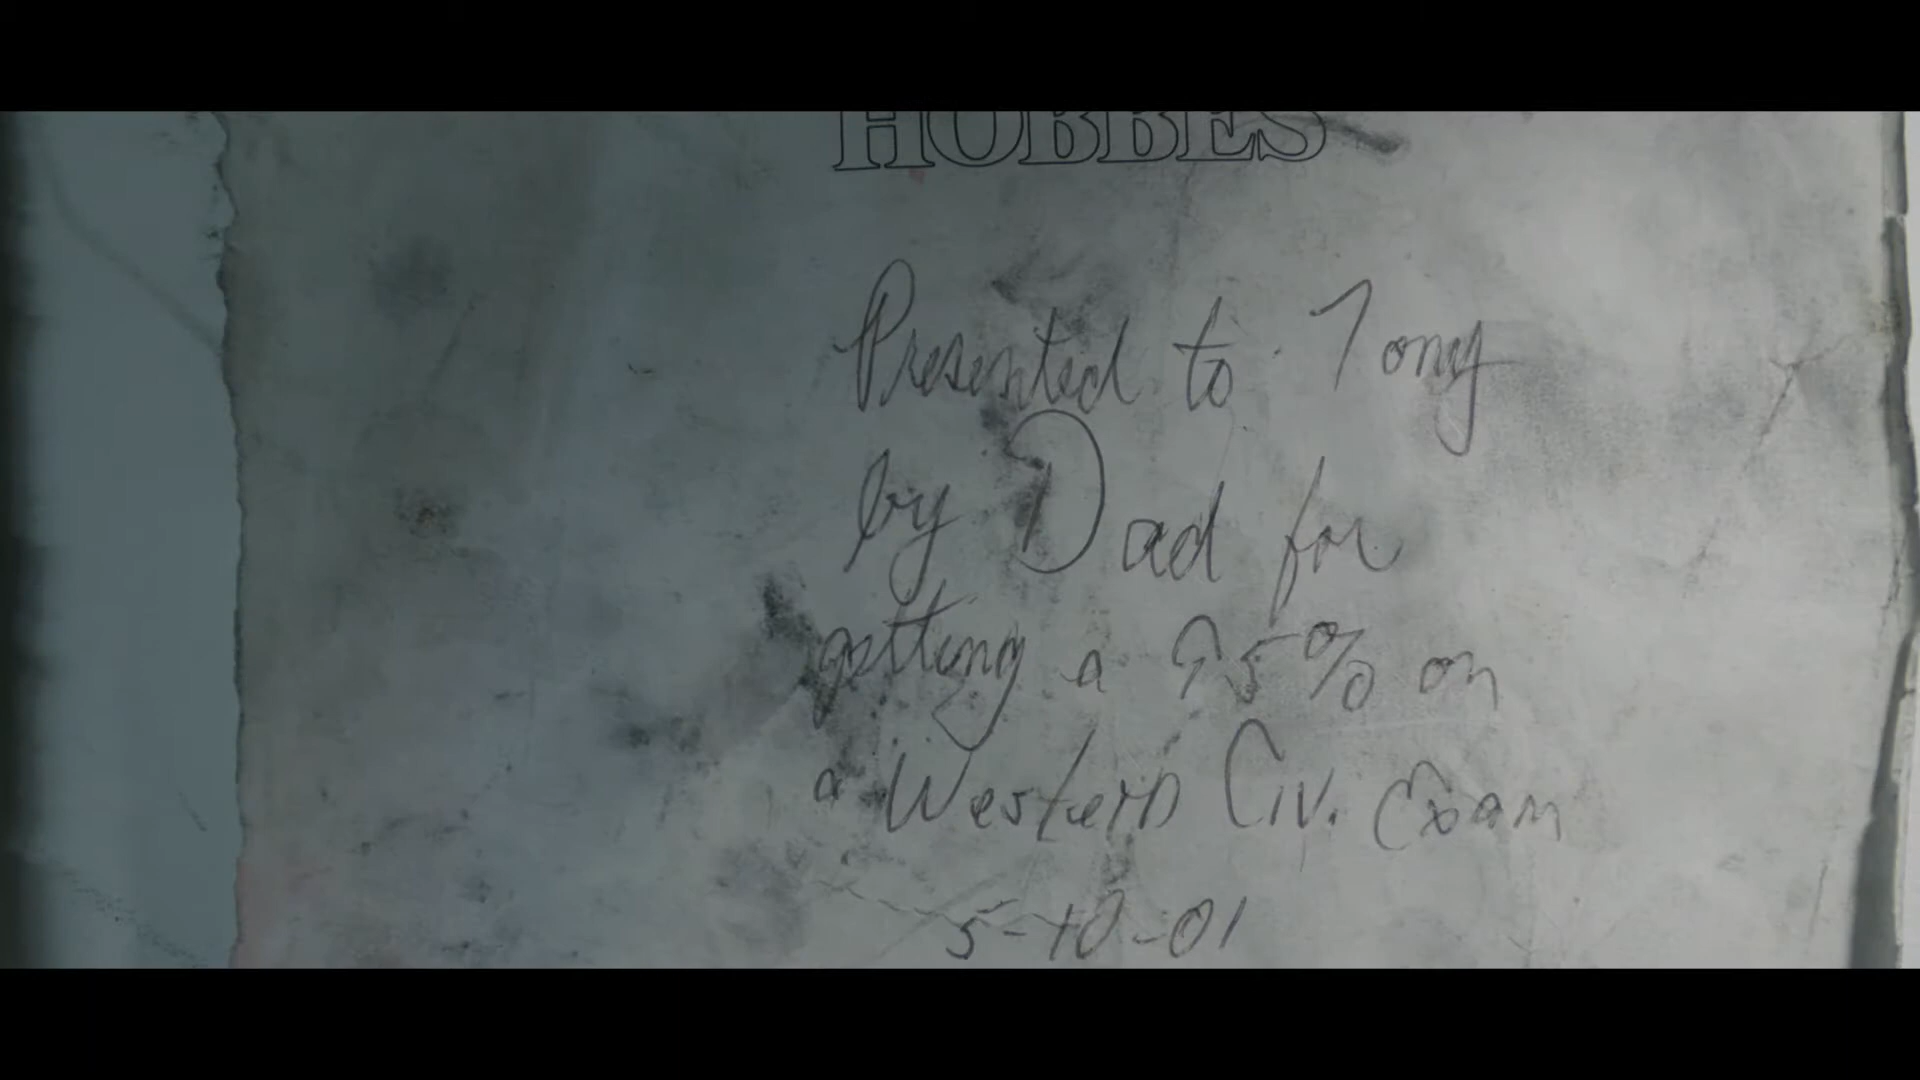 HOBBES
Presented to Tony
by Dad for
getting a 95% on
a Western Civ. Exam
5-10-01